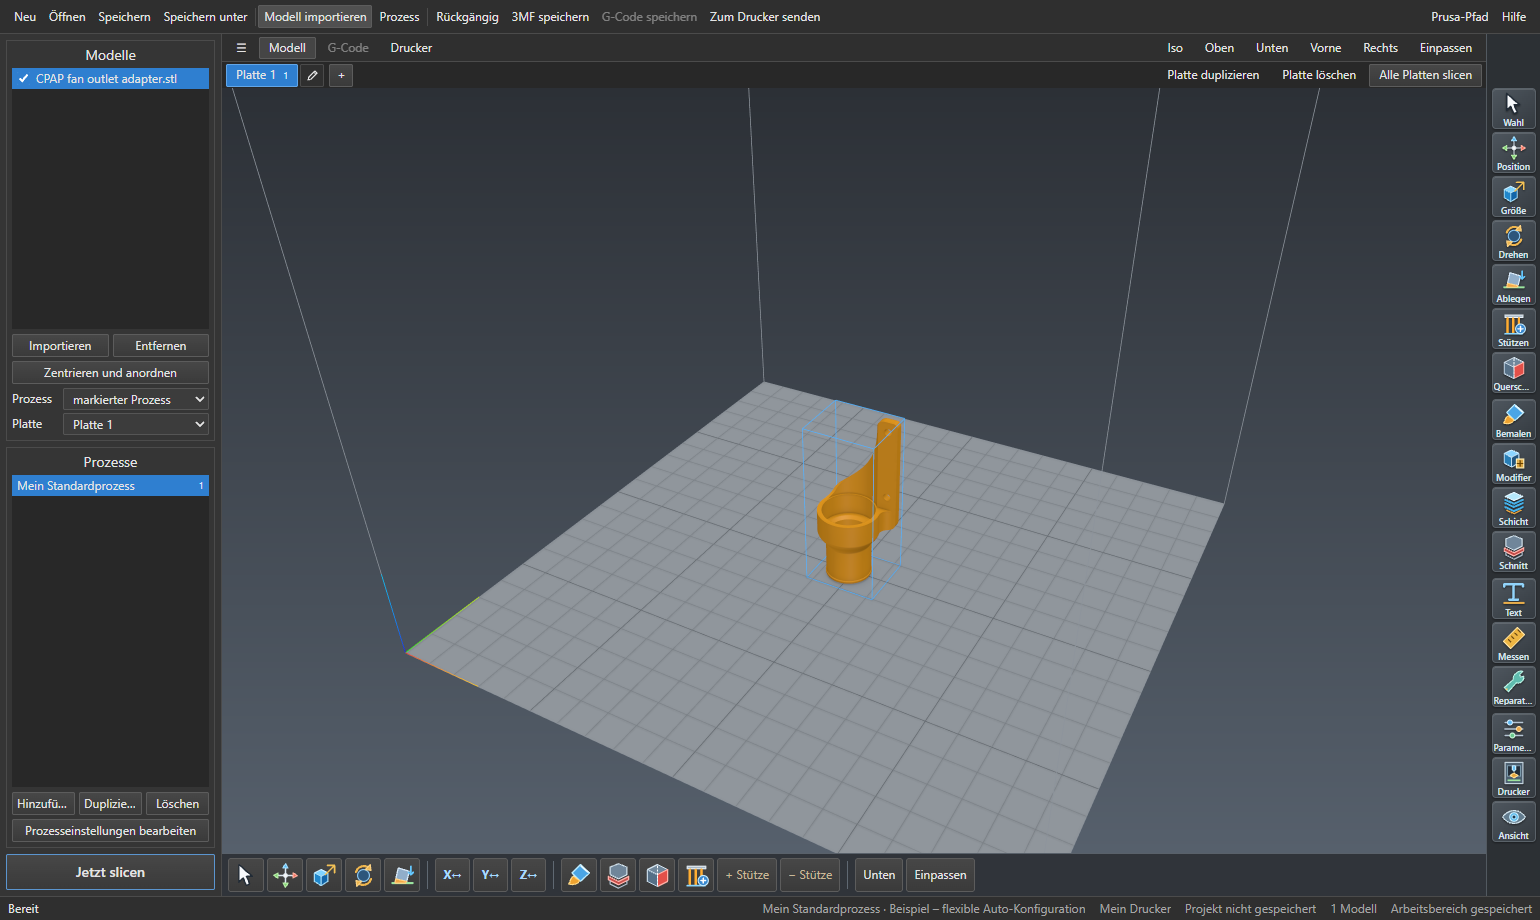 Neu Öffnen Speichern Speichern unter Modell importieren Prozess Rückgängig 3MF speichern G-Code speichern Zum Drucker senden Prusa-Pfad Hilfe
Modelle
CPAP fan outlet adapter.stl
Importieren Entfernen
Zentrieren und anordnen
Prozess markierter Prozess
Platte Platte 1
Prozesse
Mein Standardprozess 1
Hinzufü... Duplizie... Löschen
Prozesseinstellungen bearbeiten
Jetzt slicen
Modell G-Code Drucker Iso Oben Unten Vorne Rechts Einpassen
Platte 1 1 + Platte duplizieren Platte löschen Alle Platten slicen
Wahl
Position
Größe
Drehen
Ablegen
Stützen
Quersc...
Bemalen
Modifier
Schicht
Schnitt
Text
Messen
Reparat...
Parame...
Drucker
Ansicht
X↔ Y↔ Z↔ + Stütze − Stütze Unten Einpassen
Bereit Mein Standardprozess · Beispiel – flexible Auto-Konfiguration Mein Drucker Projekt nicht gespeichert 1 Modell Arbeitsbereich gespeichert